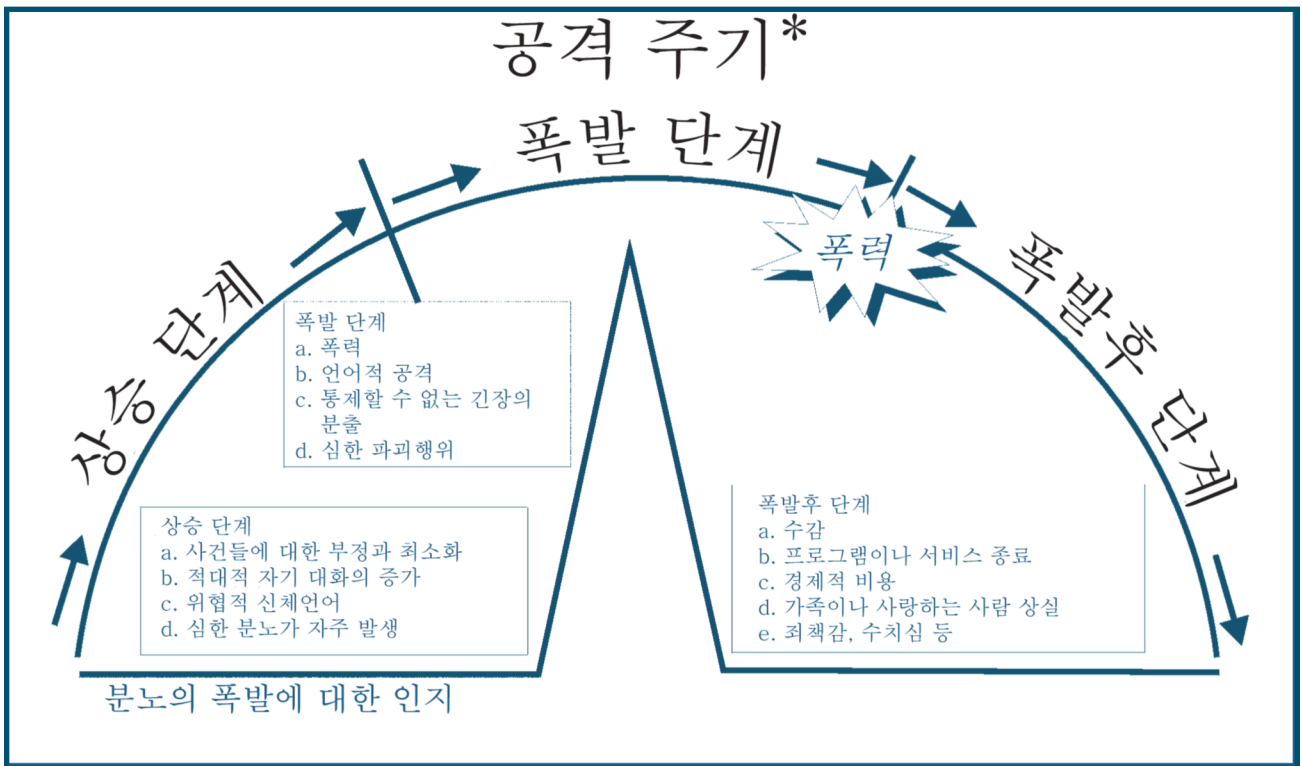 공격 주기*
폭발 단계
상승 단계
폭력
폭발후 단계
폭발 단계
a. 폭력
b. 언어적 공격
c. 통제할 수 없는 긴장의
분출
d. 심한 파괴행위
상승 단계
a. 사건들에 대한 부정과 최소화
b. 적대적 자기 대화의 증가
c. 위협적 신체언어
d. 심한 분노가 자주 발생
폭발후 단계
a. 수감
b. 프로그램이나 서비스 종료
c. 경제적 비용
d. 가족이나 사랑하는 사람 상실
e. 죄책감, 수치심 등
분노의 폭발에 대한 인지